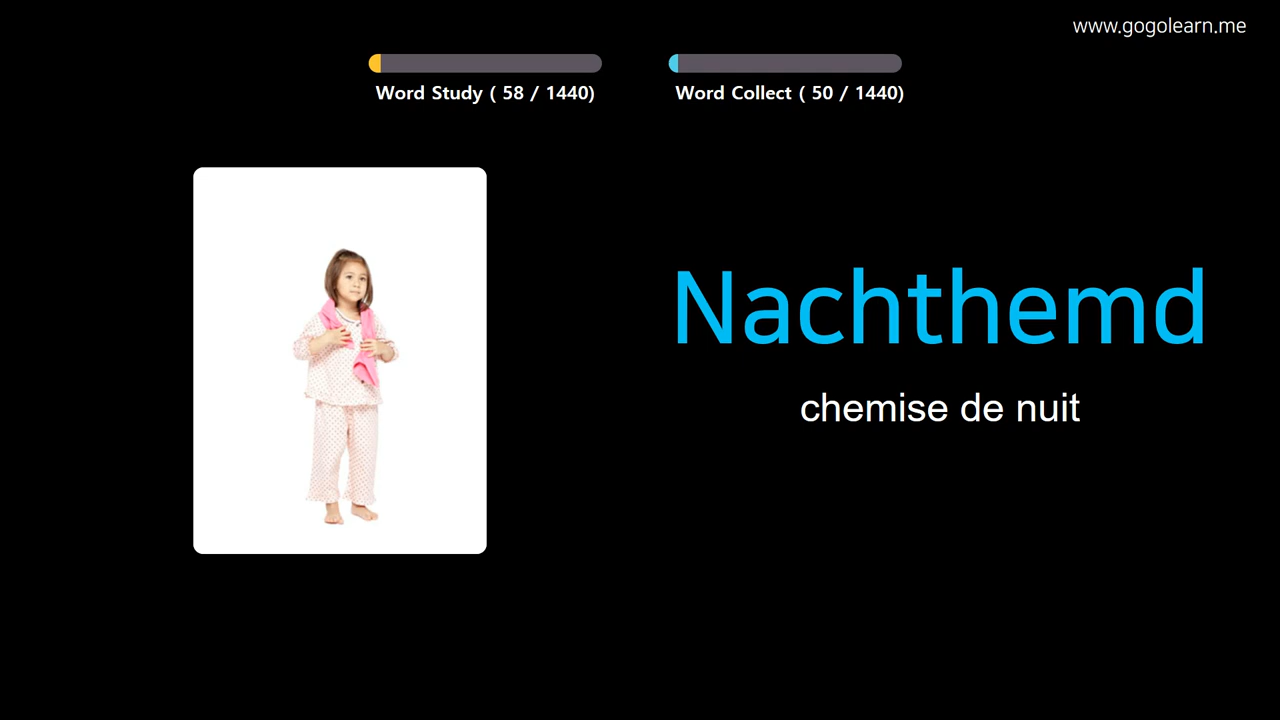 www.gogolearn.me
Word Study ( 58 / 1440)
Word Collect ( 50 / 1440)
Nachthemd
chemise de nuit